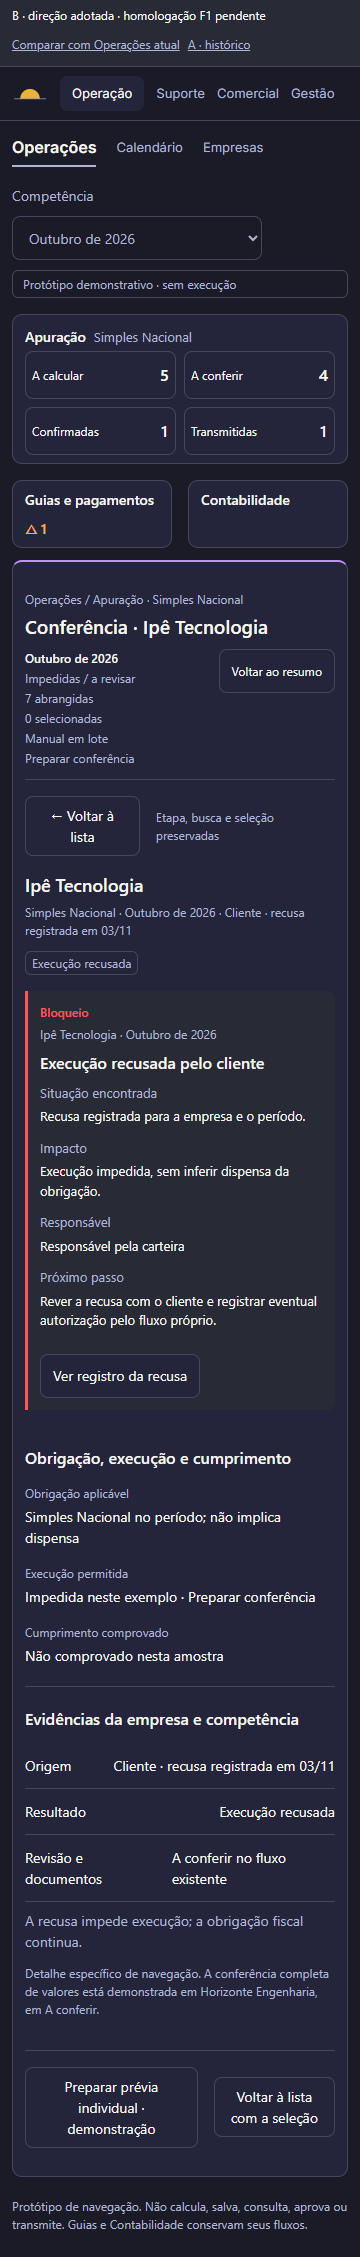 B · direção adotada · homologação F1 pendente
Comparar com Operações atual A · histórico
Operação Suporte Comercial Gestão
Operações Calendário Empresas
Competência
Outubro de 2026
Protótipo demonstrativo · sem execução
Apuração Simples Nacional
A calcular 5 A conferir 4
Confirmadas 1 Transmitidas 1
Guias e pagamentos Contabilidade
△ 1
Operações / Apuração · Simples Nacional
Conferência · Ipê Tecnologia
Outubro de 2026
Impedidas / a revisar
7 abrangidas
0 selecionadas
Manual em lote
Preparar conferência
Voltar ao resumo
← Voltar à
lista
Etapa, busca e seleção
preservadas
Ipê Tecnologia
Simples Nacional · Outubro de 2026 · Cliente · recusa
registrada em 03/11
Execução recusada
Bloqueio
Ipê Tecnologia · Outubro de 2026
Execução recusada pelo cliente
Situação encontrada
Recusa registrada para a empresa e o período.
Impacto
Execução impedida, sem inferir dispensa da
obrigação.
Responsável
Responsável pela carteira
Próximo passo
Rever a recusa com o cliente e registrar eventual
autorização pelo fluxo próprio.
Ver registro da recusa
Obrigação, execução e cumprimento
Obrigação aplicável
Simples Nacional no período; não implica
dispensa
Execução permitida
Impedida neste exemplo · Preparar conferência
Cumprimento comprovado
Não comprovado nesta amostra
Evidências da empresa e competência
Origem Cliente · recusa registrada em 03/11
Resultado Execução recusada
Revisão e
documentos
A conferir no fluxo
existente
A recusa impede execução; a obrigação fiscal
continua.
Detalhe específico de navegação. A conferência completa
de valores está demonstrada em Horizonte Engenharia,
em A conferir.
Preparar prévia
individual ·
demonstração
Voltar à lista
com a seleção
Protótipo de navegação. Não calcula, salva, consulta, aprova ou
transmite. Guias e Contabilidade conservam seus fluxos.